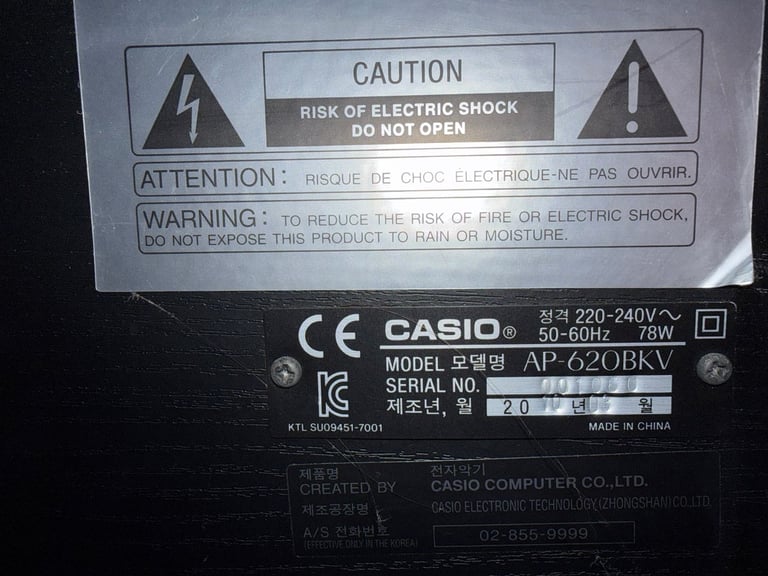 CAUTION
RISK OF ELECTRIC SHOCK
DO NOT OPEN
ATTENTION: RISQUE DE CHOC ÉLECTRIQUE-NE PAS OUVRIR.
WARNING: TO REDUCE THE RISK OF FIRE OR ELECTRIC SHOCK,
DO NOT EXPOSE THIS PRODUCT TO RAIN OR MOISTURE.
CE CASIO® 정격 220-240V~
50-60Hz 78W
MODEL 모델명 AP-620BKV
SERIAL NO.
제조년, 월 20 년 월
KTL SU09451-7001 MADE IN CHINA
제품명 전자악기
CREATED BY CASIO COMPUTER CO.,LTD.
제조공장명 CASIO ELECTRONIC TECHNOLOGY(ZHONGSHAN)CO.,LTD.
A/S 전화번호 02-855-9999
(EFFECTIVE ONLY IN THE KOREA)